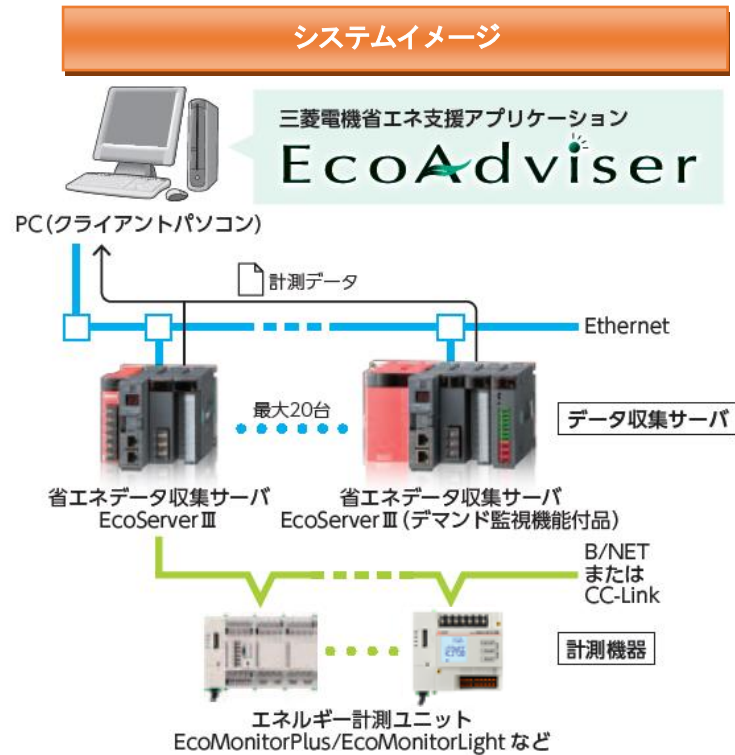 システムイメージ
三菱電機省エネ支援アプリケーション
EcoAdviser
PC(クライアントパソコン)
計測データ
Ethernet
最大20台
データ収集サーバ
省エネデータ収集サーバ
EcoServerⅢ
省エネデータ収集サーバ
EcoServerⅢ(デマンド監視機能付品)
B/NET
または
CC-Link
計測機器
エネルギー計測ユニット
EcoMonitorPlus/EcoMonitorLight など